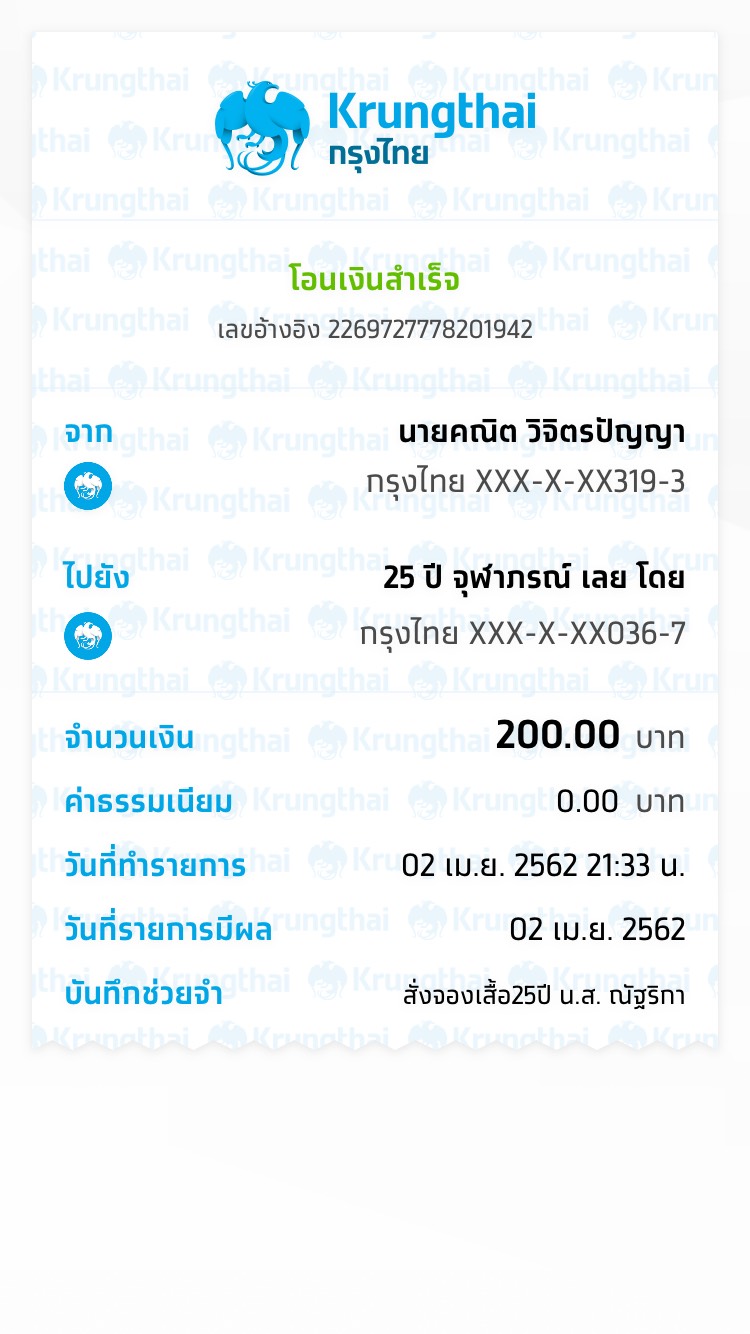 Krungthai
กรุงไทย
โอนเงินสำเร็จ
เลขอ้างอิง 2269727778201942
จาก นายคณิต วิจิตรปัญญา
กรุงไทย XXX-X-XX319-3
ไปยัง 25 ปี จุฬาภรณ์ เลย โดย
กรุงไทย XXX-X-XX036-7
จำนวนเงิน 200.00 บาท
ค่าธรรมเนียม 0.00 บาท
วันที่ทำรายการ 02 เม.ย. 2562 21:33 น.
วันที่รายการมีผล 02 เม.ย. 2562
บันทึกช่วยจำ สั่งจองเสื้อ25ปี น.ส. ณัฐริกา